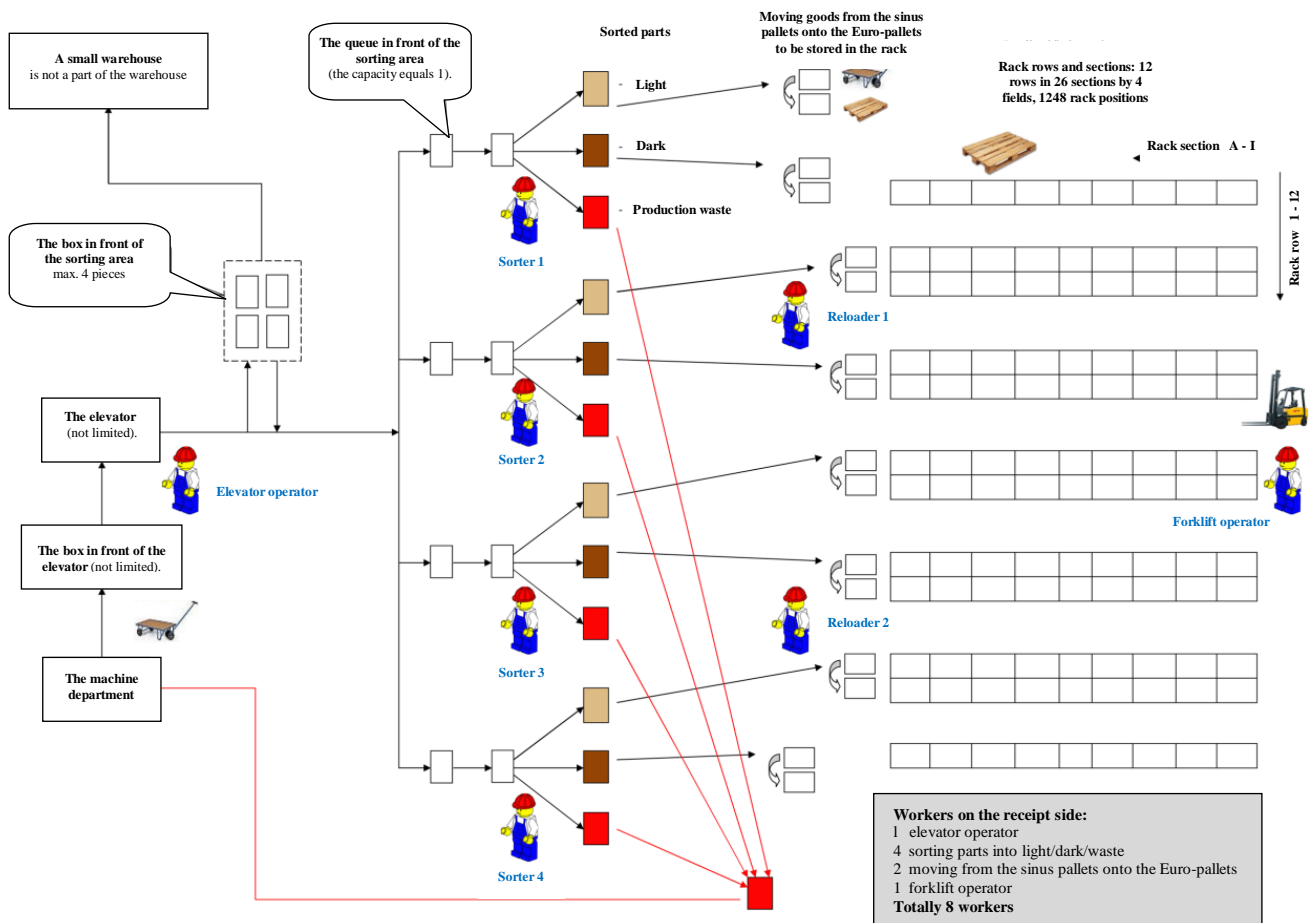 A small warehouse
is not a part of the warehouse
The queue in front of the
sorting area
(the capacity equals 1).
Sorted parts
Moving goods from the sinus
pallets onto the Euro-pallets
to be stored in the rack
Rack rows and sections: 12
rows in 26 sections by 4
fields, 1248 rack positions
- Light
- Dark
- Production waste
Rack section A - I
Rack row 1 - 12
The box in front of
the sorting area
max. 4 pieces
Sorter 1
Reloader 1
The elevator
(not limited).
Sorter 2
Elevator operator
Forklift operator
The box in front of the
elevator (not limited).
Reloader 2
Sorter 3
The machine
department
Sorter 4
Workers on the receipt side:
1 elevator operator
4 sorting parts into light/dark/waste
2 moving from the sinus pallets onto the Euro-pallets
1 forklift operator
Totally 8 workers